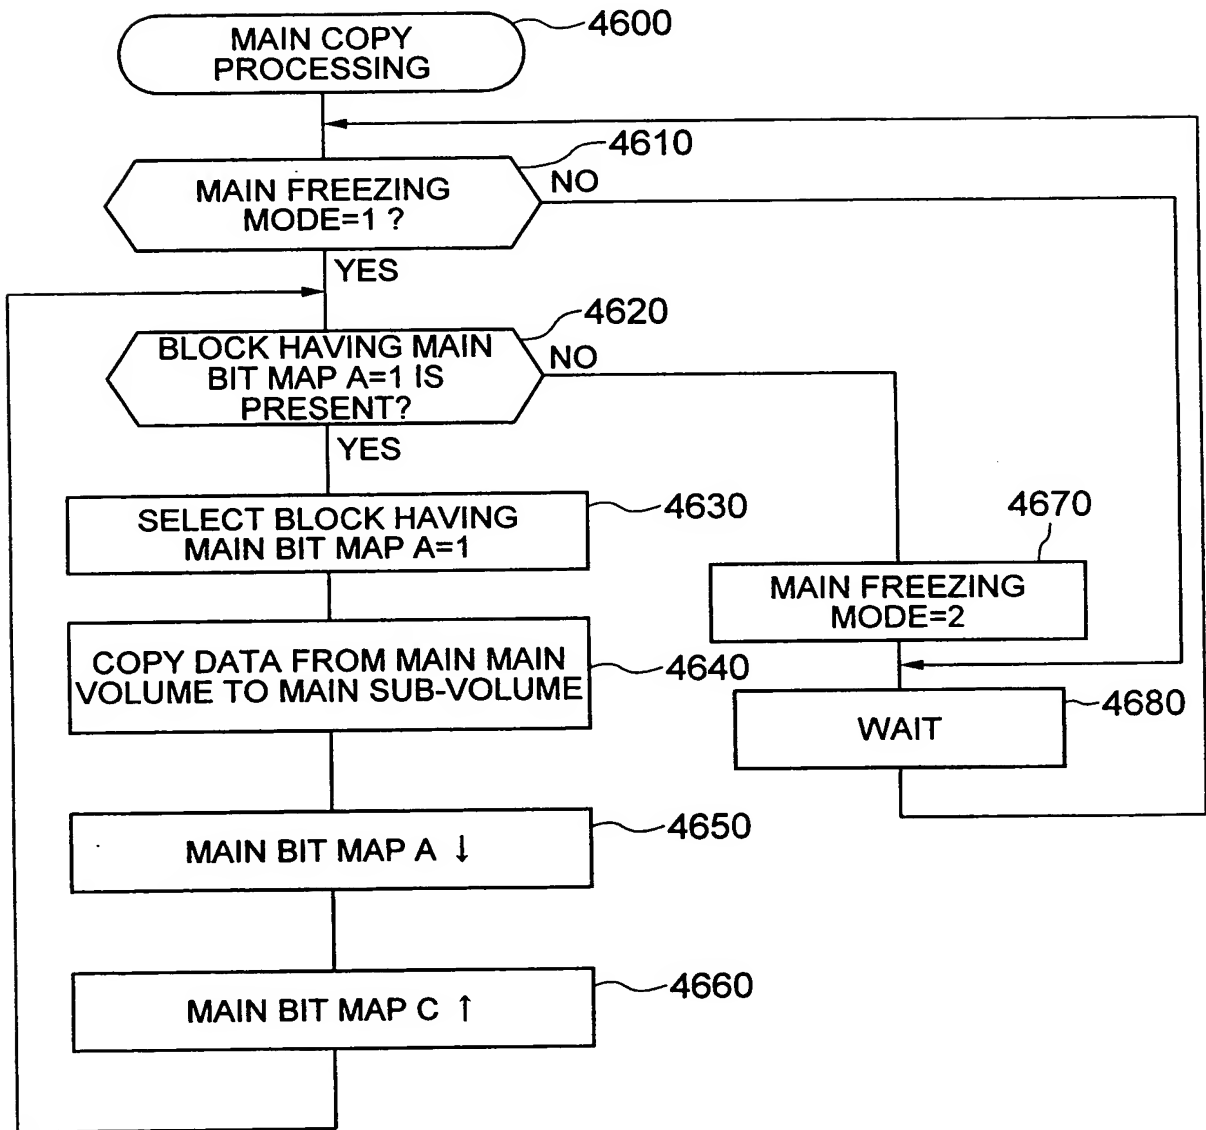 MAIN COPY
PROCESSING
4600
MAIN FREEZING
MODE=1 ?
4610
NO
YES
BLOCK HAVING MAIN
BIT MAP A=1 IS
PRESENT?
4620
NO
YES
SELECT BLOCK HAVING
MAIN BIT MAP A=1
4630
COPY DATA FROM MAIN MAIN
VOLUME TO MAIN SUB-VOLUME
4640
MAIN BIT MAP A ↓
4650
MAIN BIT MAP C ↑
4660
4670
MAIN FREEZING
MODE=2
WAIT
4680